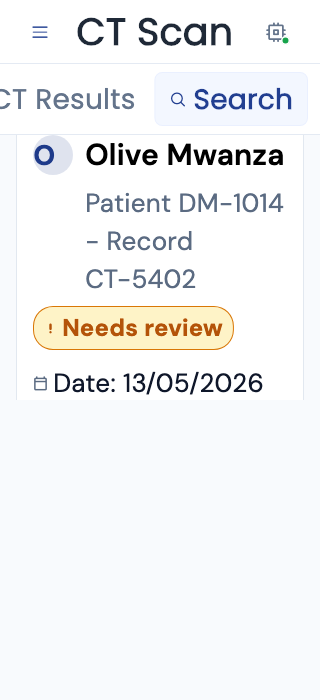 CT Scan
CT Results
Search
O
Olive Mwanza
Patient DM-1014
- Record
CT-5402
! Needs review
Date: 13/05/2026